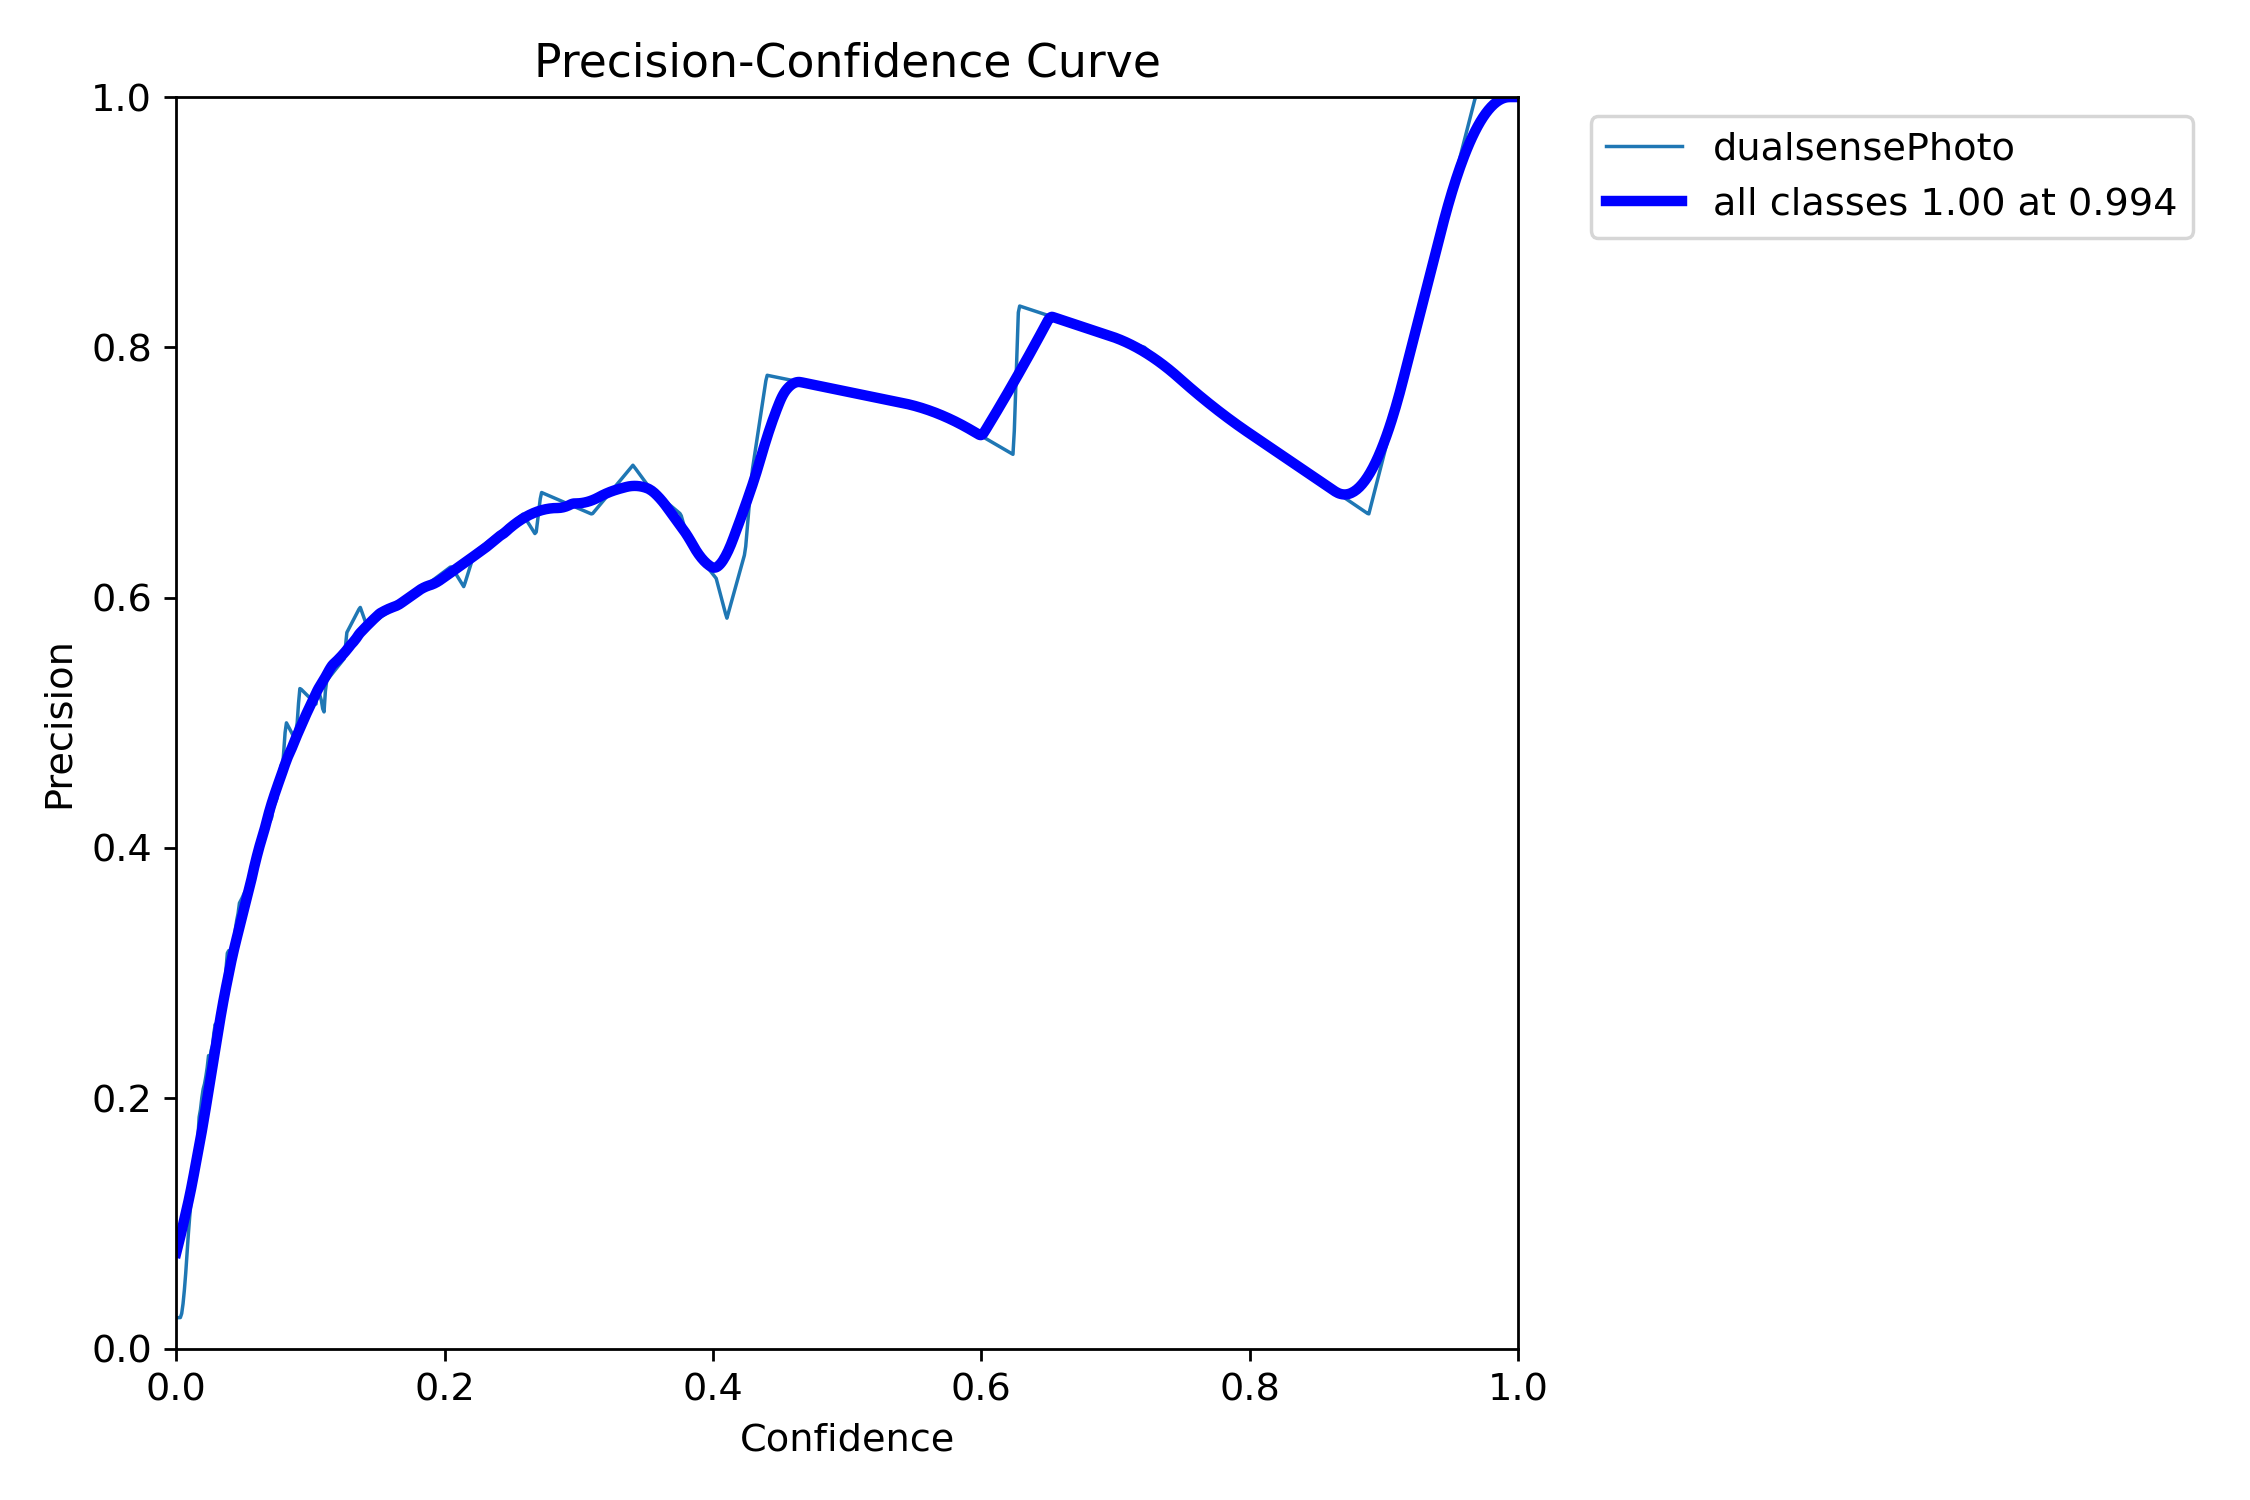 Precision-Confidence Curve
1.0
0.8
0.6
0.4
0.2
0.0
Precision
0.0 0.2 0.4 0.6 0.8 1.0
Confidence
dualsensePhoto
all classes 1.00 at 0.994